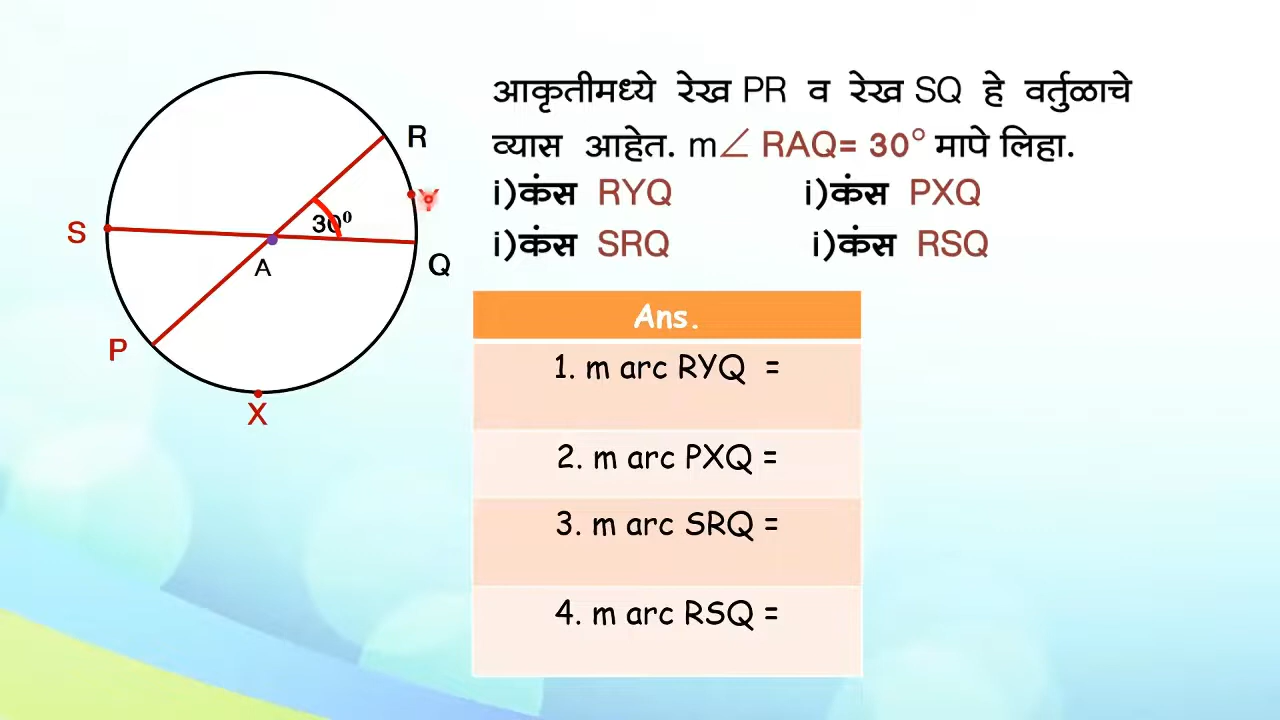 आकृतीमध्ये रेख PR व रेख SQ हे वर्तुळाचे
व्यास आहेत. m∠ RAQ= 30° मापे लिहा.
i)कंस RYQ i)कंस PXQ
i)कंस SRQ i)कंस RSQ
R
Y
S
30⁰
A
Q
P
X
Ans.
1. m arc RYQ =
2. m arc PXQ =
3. m arc SRQ =
4. m arc RSQ =